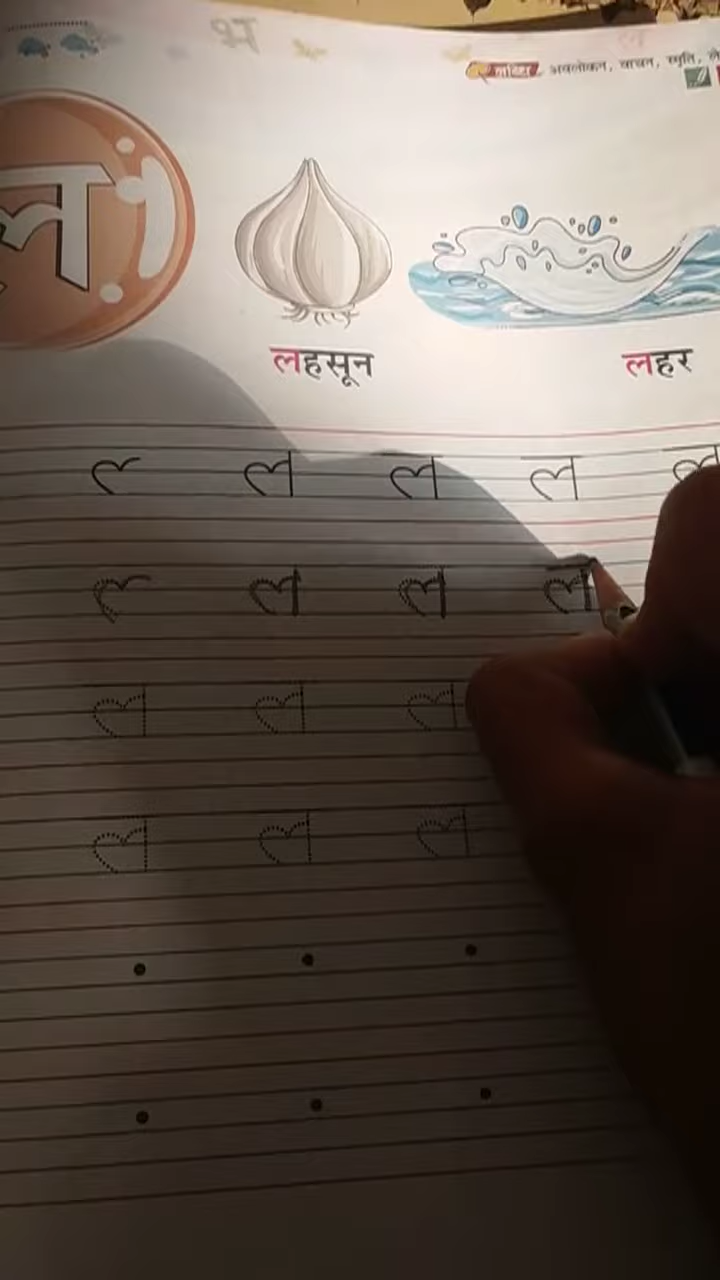 भ
अवलोकन, वाचन, स्मृति,
ल
लहसून लहर
ल ल ल ल
ल ल ल
ल ल ल
ल ल ल